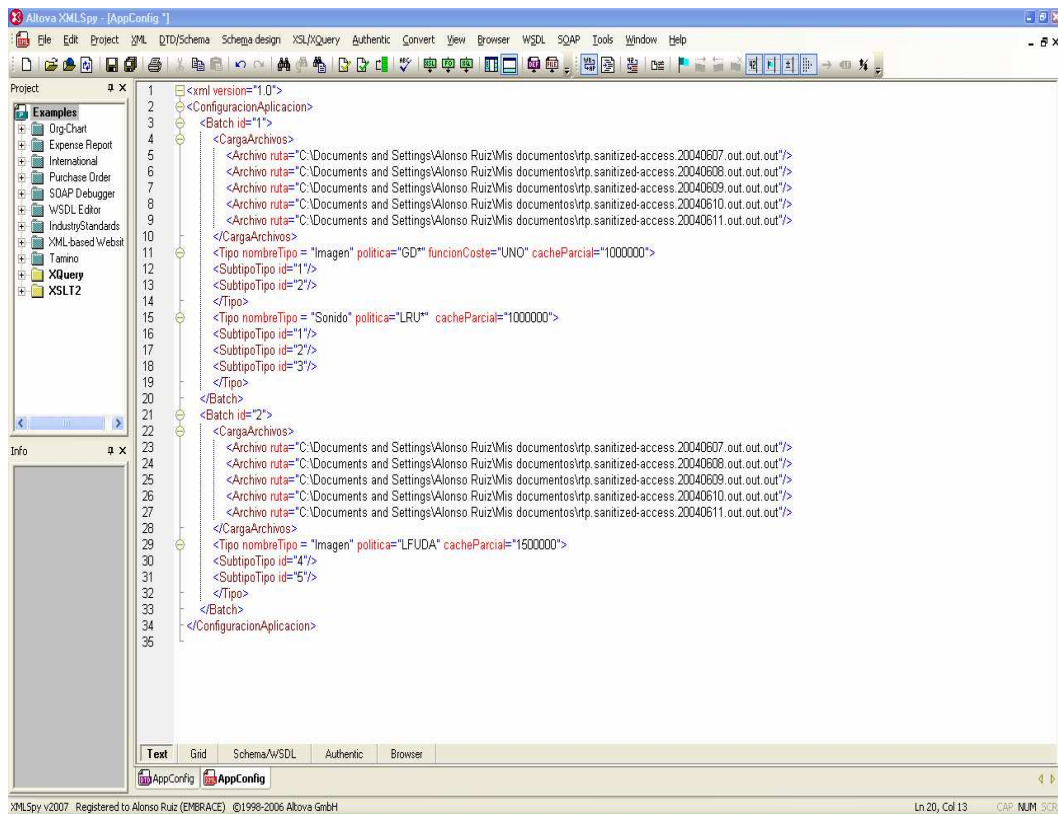 Altova XMLSpy - [AppConfig *]
File Edit Project XML DTD/Schema Schema design XSL/XQuery Authentic Convert View Browser WSDL SOAP Tools Window Help
Project
Examples
Org-Chart
Expense Report
International
Purchase Order
SOAP Debugger
WSDL Editor
IndustryStandards
XML-based Websit
Tamino
XQuery
XSLT2
Info
1 <xml version="1.0">
2 <ConfiguracionAplicacion>
3 <Batch id="1">
4 <CargaArchivos>
5 <Archivo ruta="C:\Documents and Settings\Alonso Ruiz\Mis documentos\rtp.sanitized-access.20040607.out.out.out"/>
6 <Archivo ruta="C:\Documents and Settings\Alonso Ruiz\Mis documentos\rtp.sanitized-access.20040608.out.out.out"/>
7 <Archivo ruta="C:\Documents and Settings\Alonso Ruiz\Mis documentos\rtp.sanitized-access.20040609.out.out.out"/>
8 <Archivo ruta="C:\Documents and Settings\Alonso Ruiz\Mis documentos\rtp.sanitized-access.20040610.out.out.out"/>
9 <Archivo ruta="C:\Documents and Settings\Alonso Ruiz\Mis documentos\rtp.sanitized-access.20040611.out.out.out"/>
10 </CargaArchivos>
11 <Tipo nombreTipo = "Imagen" politica="GD*" funcionCoste="UNO" cacheParcial="1000000">
12 <SubtipoTipo id="1"/>
13 <SubtipoTipo id="2"/>
14 </Tipo>
15 <Tipo nombreTipo = "Sonido" politica="LRU*" cacheParcial="1000000">
16 <SubtipoTipo id="1"/>
17 <SubtipoTipo id="2"/>
18 <SubtipoTipo id="3"/>
19 </Tipo>
20 </Batch>
21 <Batch id="2">
22 <CargaArchivos>
23 <Archivo ruta="C:\Documents and Settings\Alonso Ruiz\Mis documentos\rtp.sanitized-access.20040607.out.out.out"/>
24 <Archivo ruta="C:\Documents and Settings\Alonso Ruiz\Mis documentos\rtp.sanitized-access.20040608.out.out.out"/>
25 <Archivo ruta="C:\Documents and Settings\Alonso Ruiz\Mis documentos\rtp.sanitized-access.20040609.out.out.out"/>
26 <Archivo ruta="C:\Documents and Settings\Alonso Ruiz\Mis documentos\rtp.sanitized-access.20040610.out.out.out"/>
27 <Archivo ruta="C:\Documents and Settings\Alonso Ruiz\Mis documentos\rtp.sanitized-access.20040611.out.out.out"/>
28 </CargaArchivos>
29 <Tipo nombreTipo = "Imagen" politica="LFUDA" cacheParcial="1500000">
30 <SubtipoTipo id="4"/>
31 <SubtipoTipo id="5"/>
32 </Tipo>
33 </Batch>
34 </ConfiguracionAplicacion>
35
Text Grid Schema/WSDL Authentic Browser
AppConfig AppConfig
XMLSpy v2007 Registered to Alonso Ruiz (EMBRACE) ©1998-2006 Altova GmbH Ln 20, Col 13 CAP NUM SCR